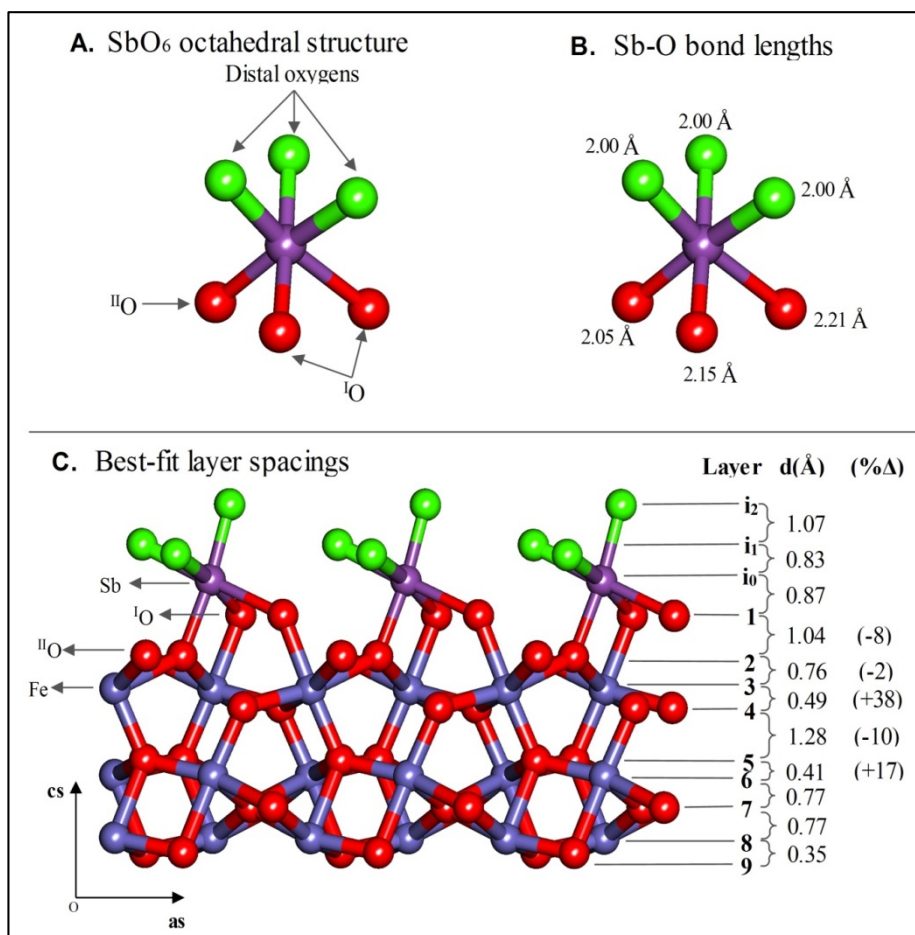 A. SbO₆ octahedral structure
Distal oxygens
ᴵᴵO
ᴵO
B. Sb-O bond lengths
2.00 Å
2.00 Å
2.00 Å
2.05 Å
2.21 Å
2.15 Å
C. Best-fit layer spacings
Layer d(Å) (%Δ)
i₂
1.07
i₁
0.83
i₀
Sb
0.87
ᴵO
1
1.04 (-8)
ᴵᴵO
2
0.76 (-2)
Fe
3
0.49 (+38)
4
1.28 (-10)
5
0.41 (+17)
6
0.77
7
0.77
8
0.35
9
cs
O
as